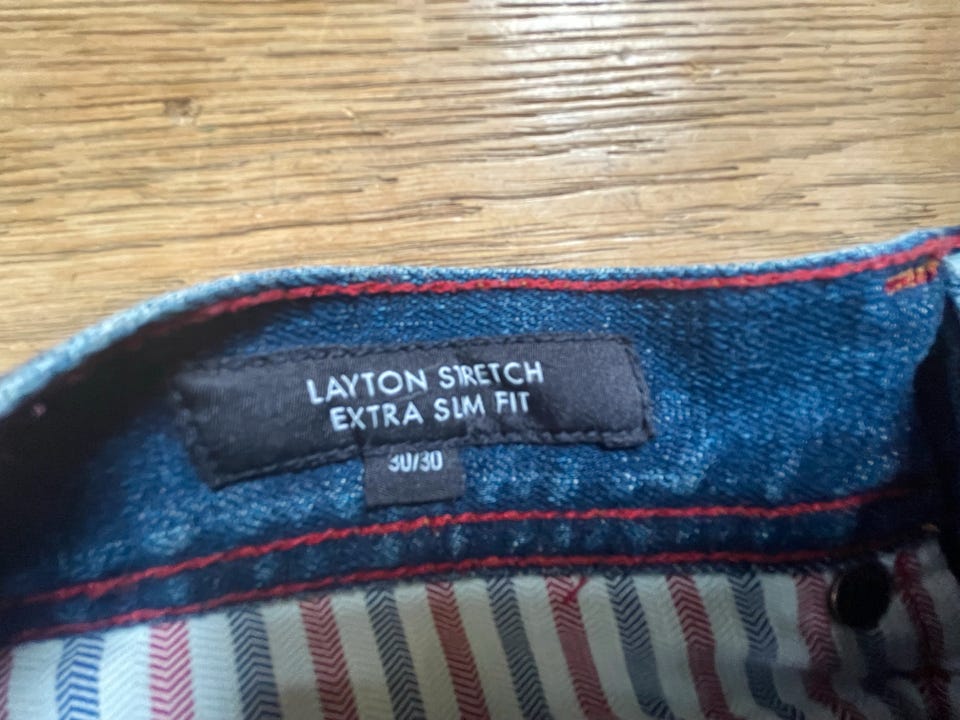 LAYTON STRETCH
EXTRA SLIM FIT
30/30